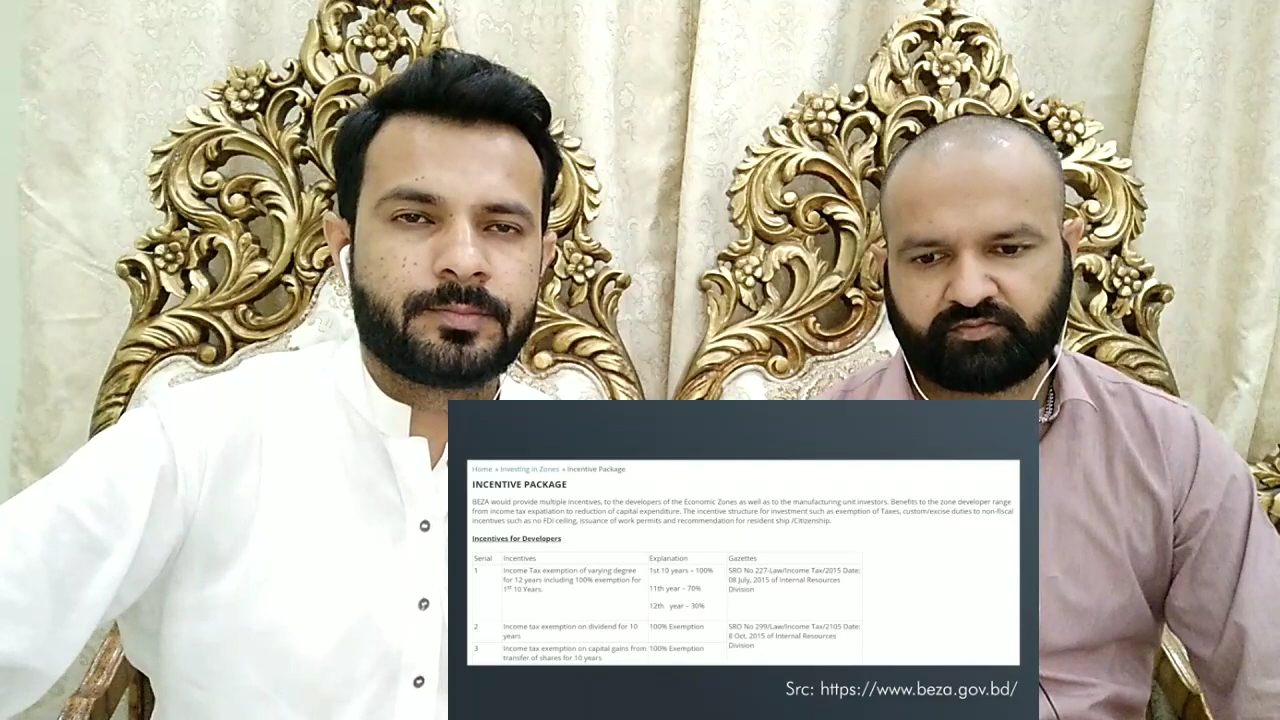 Home » Investing in Zones » Incentive Package
INCENTIVE PACKAGE
BEZA would provide multiple incentives, to the developers of the Economic Zones as well as to the manufacturing unit investors. Benefits to the zone developer range
from income tax expatiation to reduction of capital expenditure. The incentive structure for investment such as exemption of Taxes, custom/excise duties to non-fiscal
incentives such as no FDI ceiling, issuance of work permits and recommendation for resident ship /Citizenship.
Incentives for Developers
Serial Incentives Explanation Gazettes
1 Income Tax exemption of varying degree 1st 10 years – 100% SRO No 227-Law/Income Tax/2015 Date:
for 12 years including 100% exemption for 08 July, 2015 of Internal Resources
1st 10 Years. 11th year – 70% Division
12th year – 30%
2 Income tax exemption on dividend for 10 100% Exemption SRO No 299/Law/Income Tax/2105 Date:
years 8 Oct, 2015 of Internal Resources
Division
3 Income tax exemption on capital gains from 100% Exemption
transfer of shares for 10 years
Src: https://www.beza.gov.bd/